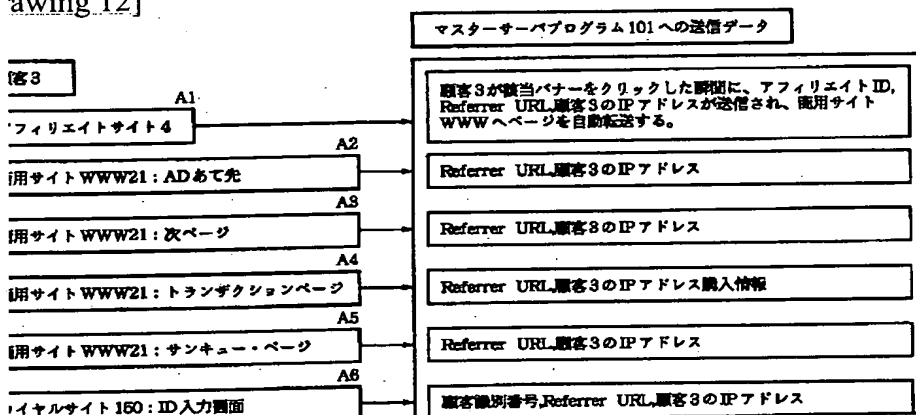 awing 12]
マスターサーバプログラム101への送信データ
客3
顧客3が該当バナーをクリックした瞬間に、アフィリエイトID,
Referrer URL,顧客3のIPアドレスが送信され、商用サイト
WWWへページを自動転送する。
A1
フィリエイトサイト4
A2
用サイトWWW21:ADあて先
Referrer URL,顧客3のIPアドレス
A3
用サイトWWW21:次ページ
Referrer URL,顧客3のIPアドレス
A4
用サイトWWW21:トランザクションページ
Referrer URL,顧客3のIPアドレス購入情報
A5
用サイトWWW21:サンキュー・ページ
Referrer URL,顧客3のIPアドレス
A6
イヤルサイト150:ID入力画面
顧客識別番号,Referrer URL,顧客3のIPアドレス